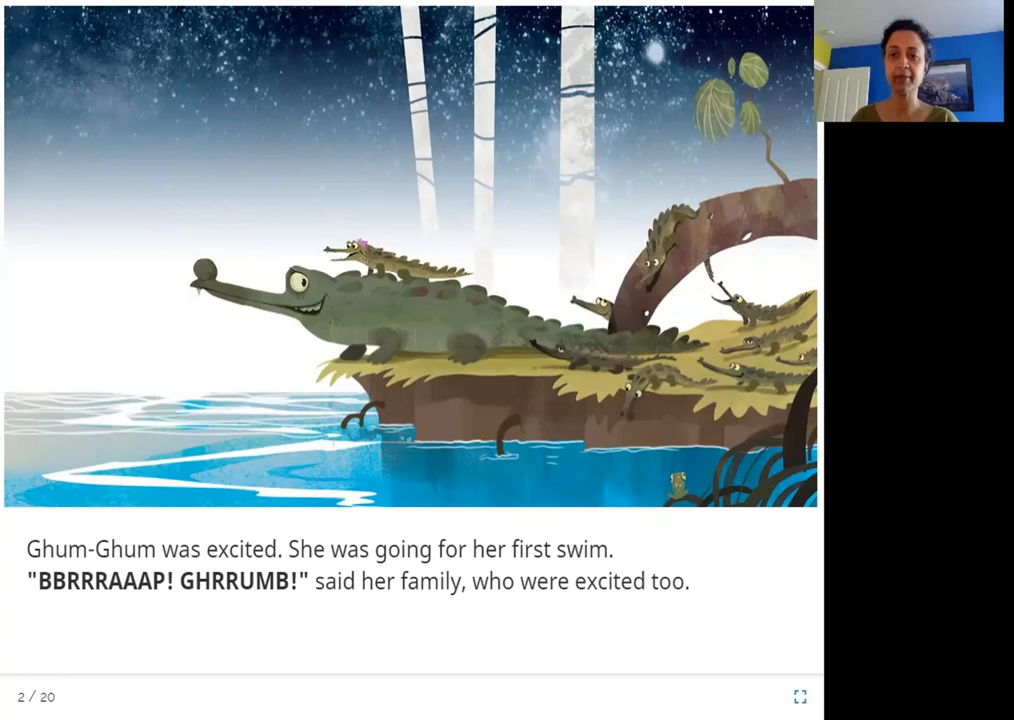 Ghum-Ghum was excited. She was going for her first swim.
"BBRRRAAAP! GHRRUMB!" said her family, who were excited too.
2 / 20